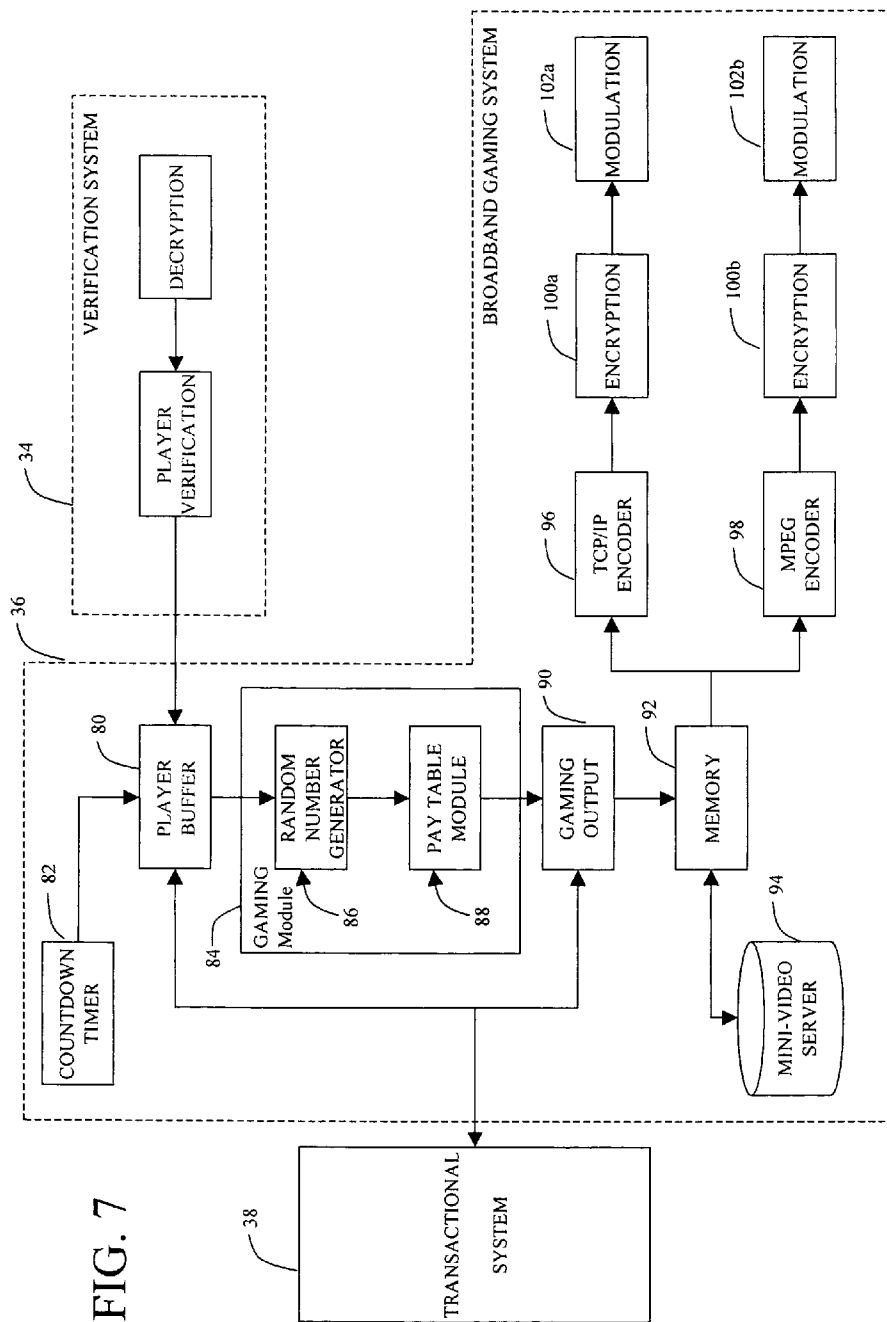 FIG. 7
38
TRANSACTIONAL
SYSTEM
36
82
COUNTDOWN
TIMER
80
PLAYER
BUFFER
84
GAMING
Module
RANDOM
NUMBER
GENERATOR
86
PAY TABLE
MODULE
88
90
GAMING
OUTPUT
92
MEMORY
94
MINI-VIDEO
SERVER
34
VERIFICATION SYSTEM
PLAYER
VERIFICATION
DECRYPTION
BROADBAND GAMING SYSTEM
96
TCP/IP
ENCODER
100a
ENCRYPTION
102a
MODULATION
98
MPEG
ENCODER
100b
ENCRYPTION
102b
MODULATION